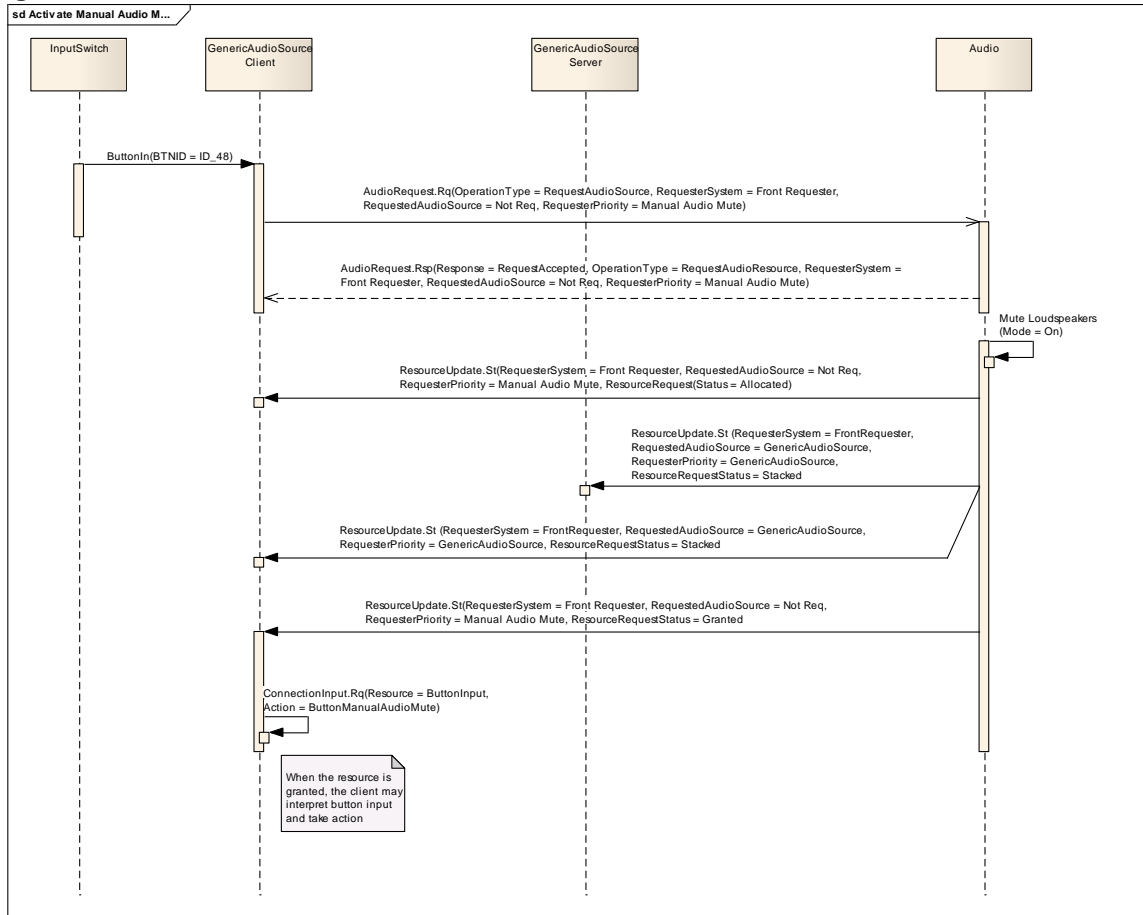 sd Activate Manual Audio M...
InputSwitch
GenericAudioSource
Client
GenericAudioSource
Server
Audio
ButtonIn(BTNID = ID_48)
AudioRequest.Rq(OperationType = RequestAudioSource, RequesterSystem = Front Requester,
RequestedAudioSource = Not Req, RequesterPriority = Manual Audio Mute)
AudioRequest.Rsp(Response = RequestAccepted, OperationType = RequestAudioResource, RequesterSystem =
Front Requester, RequestedAudioSource = Not Req, RequesterPriority = Manual Audio Mute)
Mute Loudspeakers
(Mode = On)
ResourceUpdate.St(RequesterSystem = Front Requester, RequestedAudioSource = Not Req,
RequesterPriority = Manual Audio Mute, ResourceRequest(Status = Allocated)
ResourceUpdate.St (RequesterSystem = FrontRequester,
RequestedAudioSource = GenericAudioSource,
RequesterPriority = GenericAudioSource,
ResourceRequestStatus = Stacked
ResourceUpdate.St (RequesterSystem = FrontRequester, RequestedAudioSource = GenericAudioSource,
RequesterPriority = GenericAudioSource, ResourceRequestStatus = Stacked
ResourceUpdate.St(RequesterSystem = Front Requester, RequestedAudioSource = Not Req,
RequesterPriority = Manual Audio Mute, ResourceRequestStatus = Granted
ConnectionInput.Rq(Resource = ButtonInput,
Action = ButtonManualAudioMute)
When the resource is
granted, the client may
interpret button input
and take action